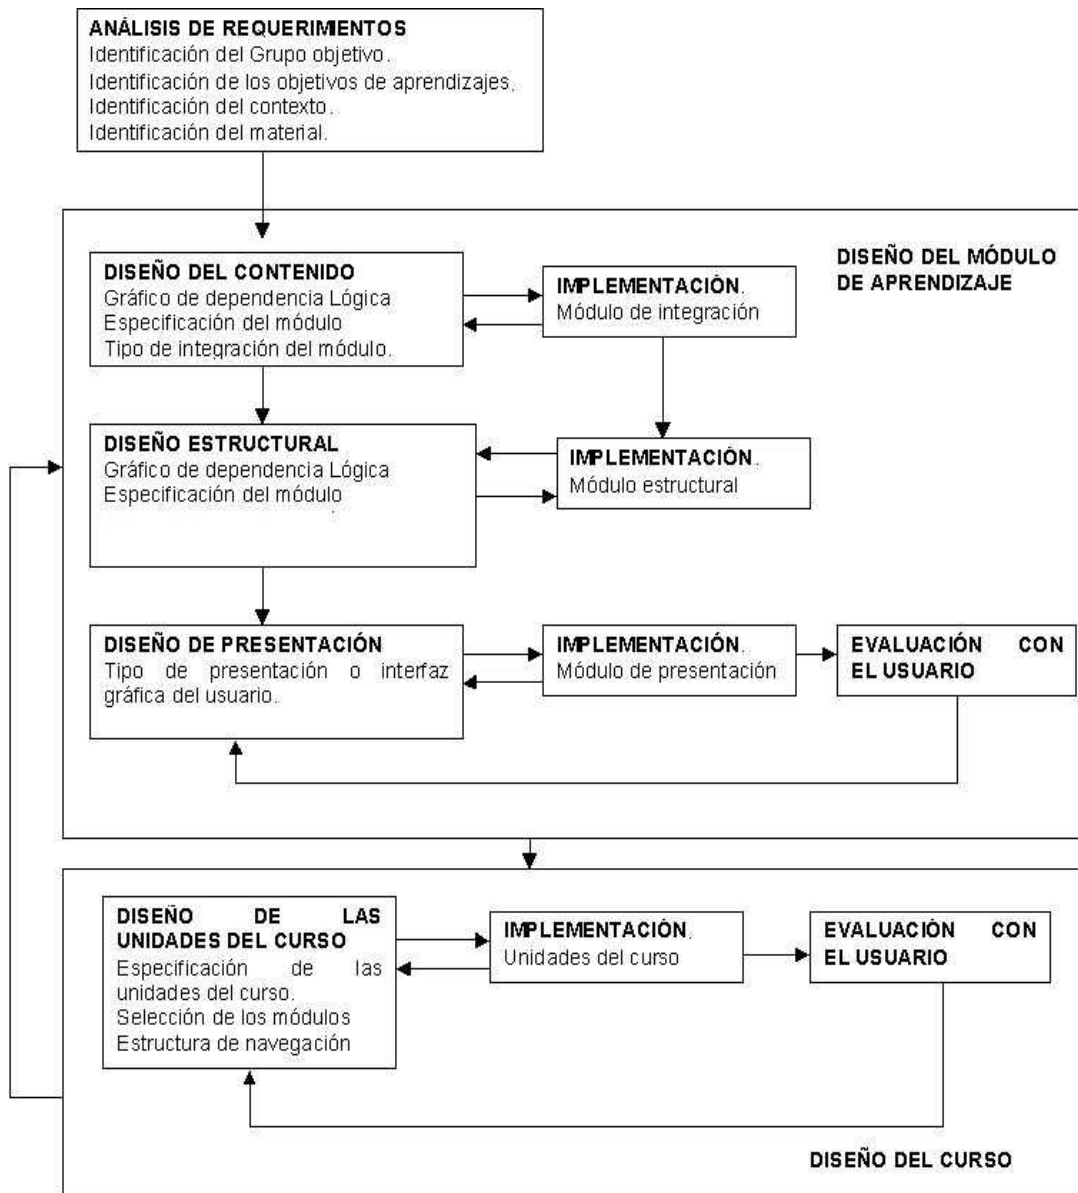 ANÁLISIS DE REQUERIMIENTOS
Identificación del Grupo objetivo.
Identificación de los objetivos de aprendizajes.
Identificación del contexto.
Identificación del material.
DISEÑO DEL MÓDULO
DE APRENDIZAJE
DISEÑO DEL CONTENIDO
Gráfico de dependencia Lógica
Especificación del módulo
Tipo de integración del módulo.
IMPLEMENTACIÓN.
Módulo de integración
DISEÑO ESTRUCTURAL
Gráfico de dependencia Lógica
Especificación del módulo
IMPLEMENTACIÓN.
Módulo estructural
DISEÑO DE PRESENTACIÓN
Tipo de presentación o interfaz
gráfica del usuario.
IMPLEMENTACIÓN.
Módulo de presentación
EVALUACIÓN CON
EL USUARIO
DISEÑO DE LAS
UNIDADES DEL CURSO
Especificación de las
unidades del curso.
Selección de los módulos
Estructura de navegación
IMPLEMENTACIÓN.
Unidades del curso
EVALUACIÓN CON
EL USUARIO
DISEÑO DEL CURSO